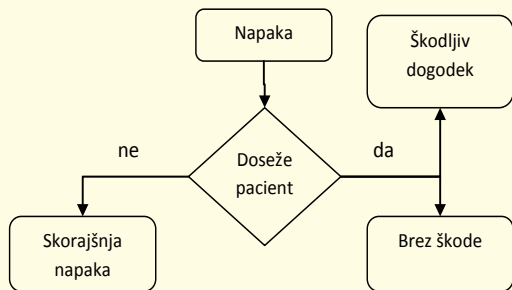 Napaka
Škodljiv
dogodek
ne
Doseže
pacient
da
Skorajšnja
napaka
Brez škode